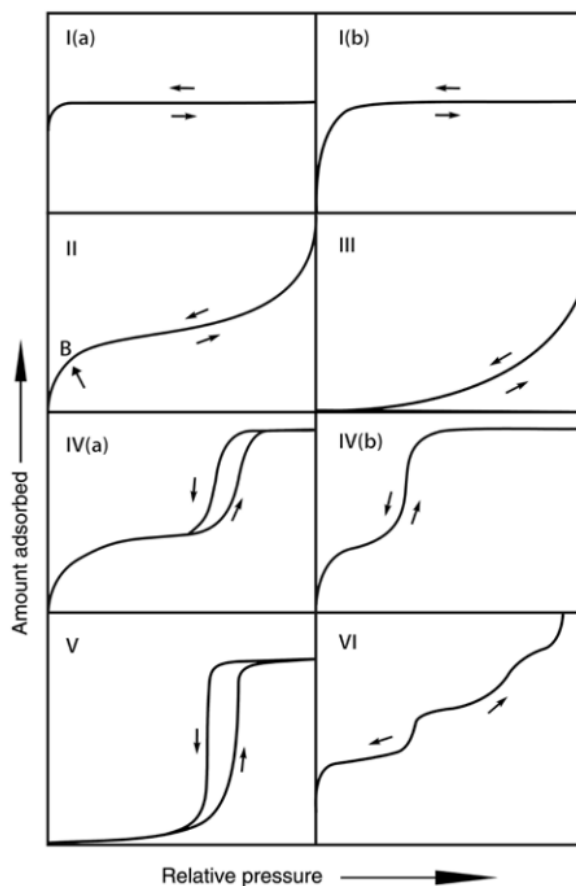 I(a)
I(b)
II
III
B
IV(a)
IV(b)
V
VI
Amount adsorbed
Relative pressure